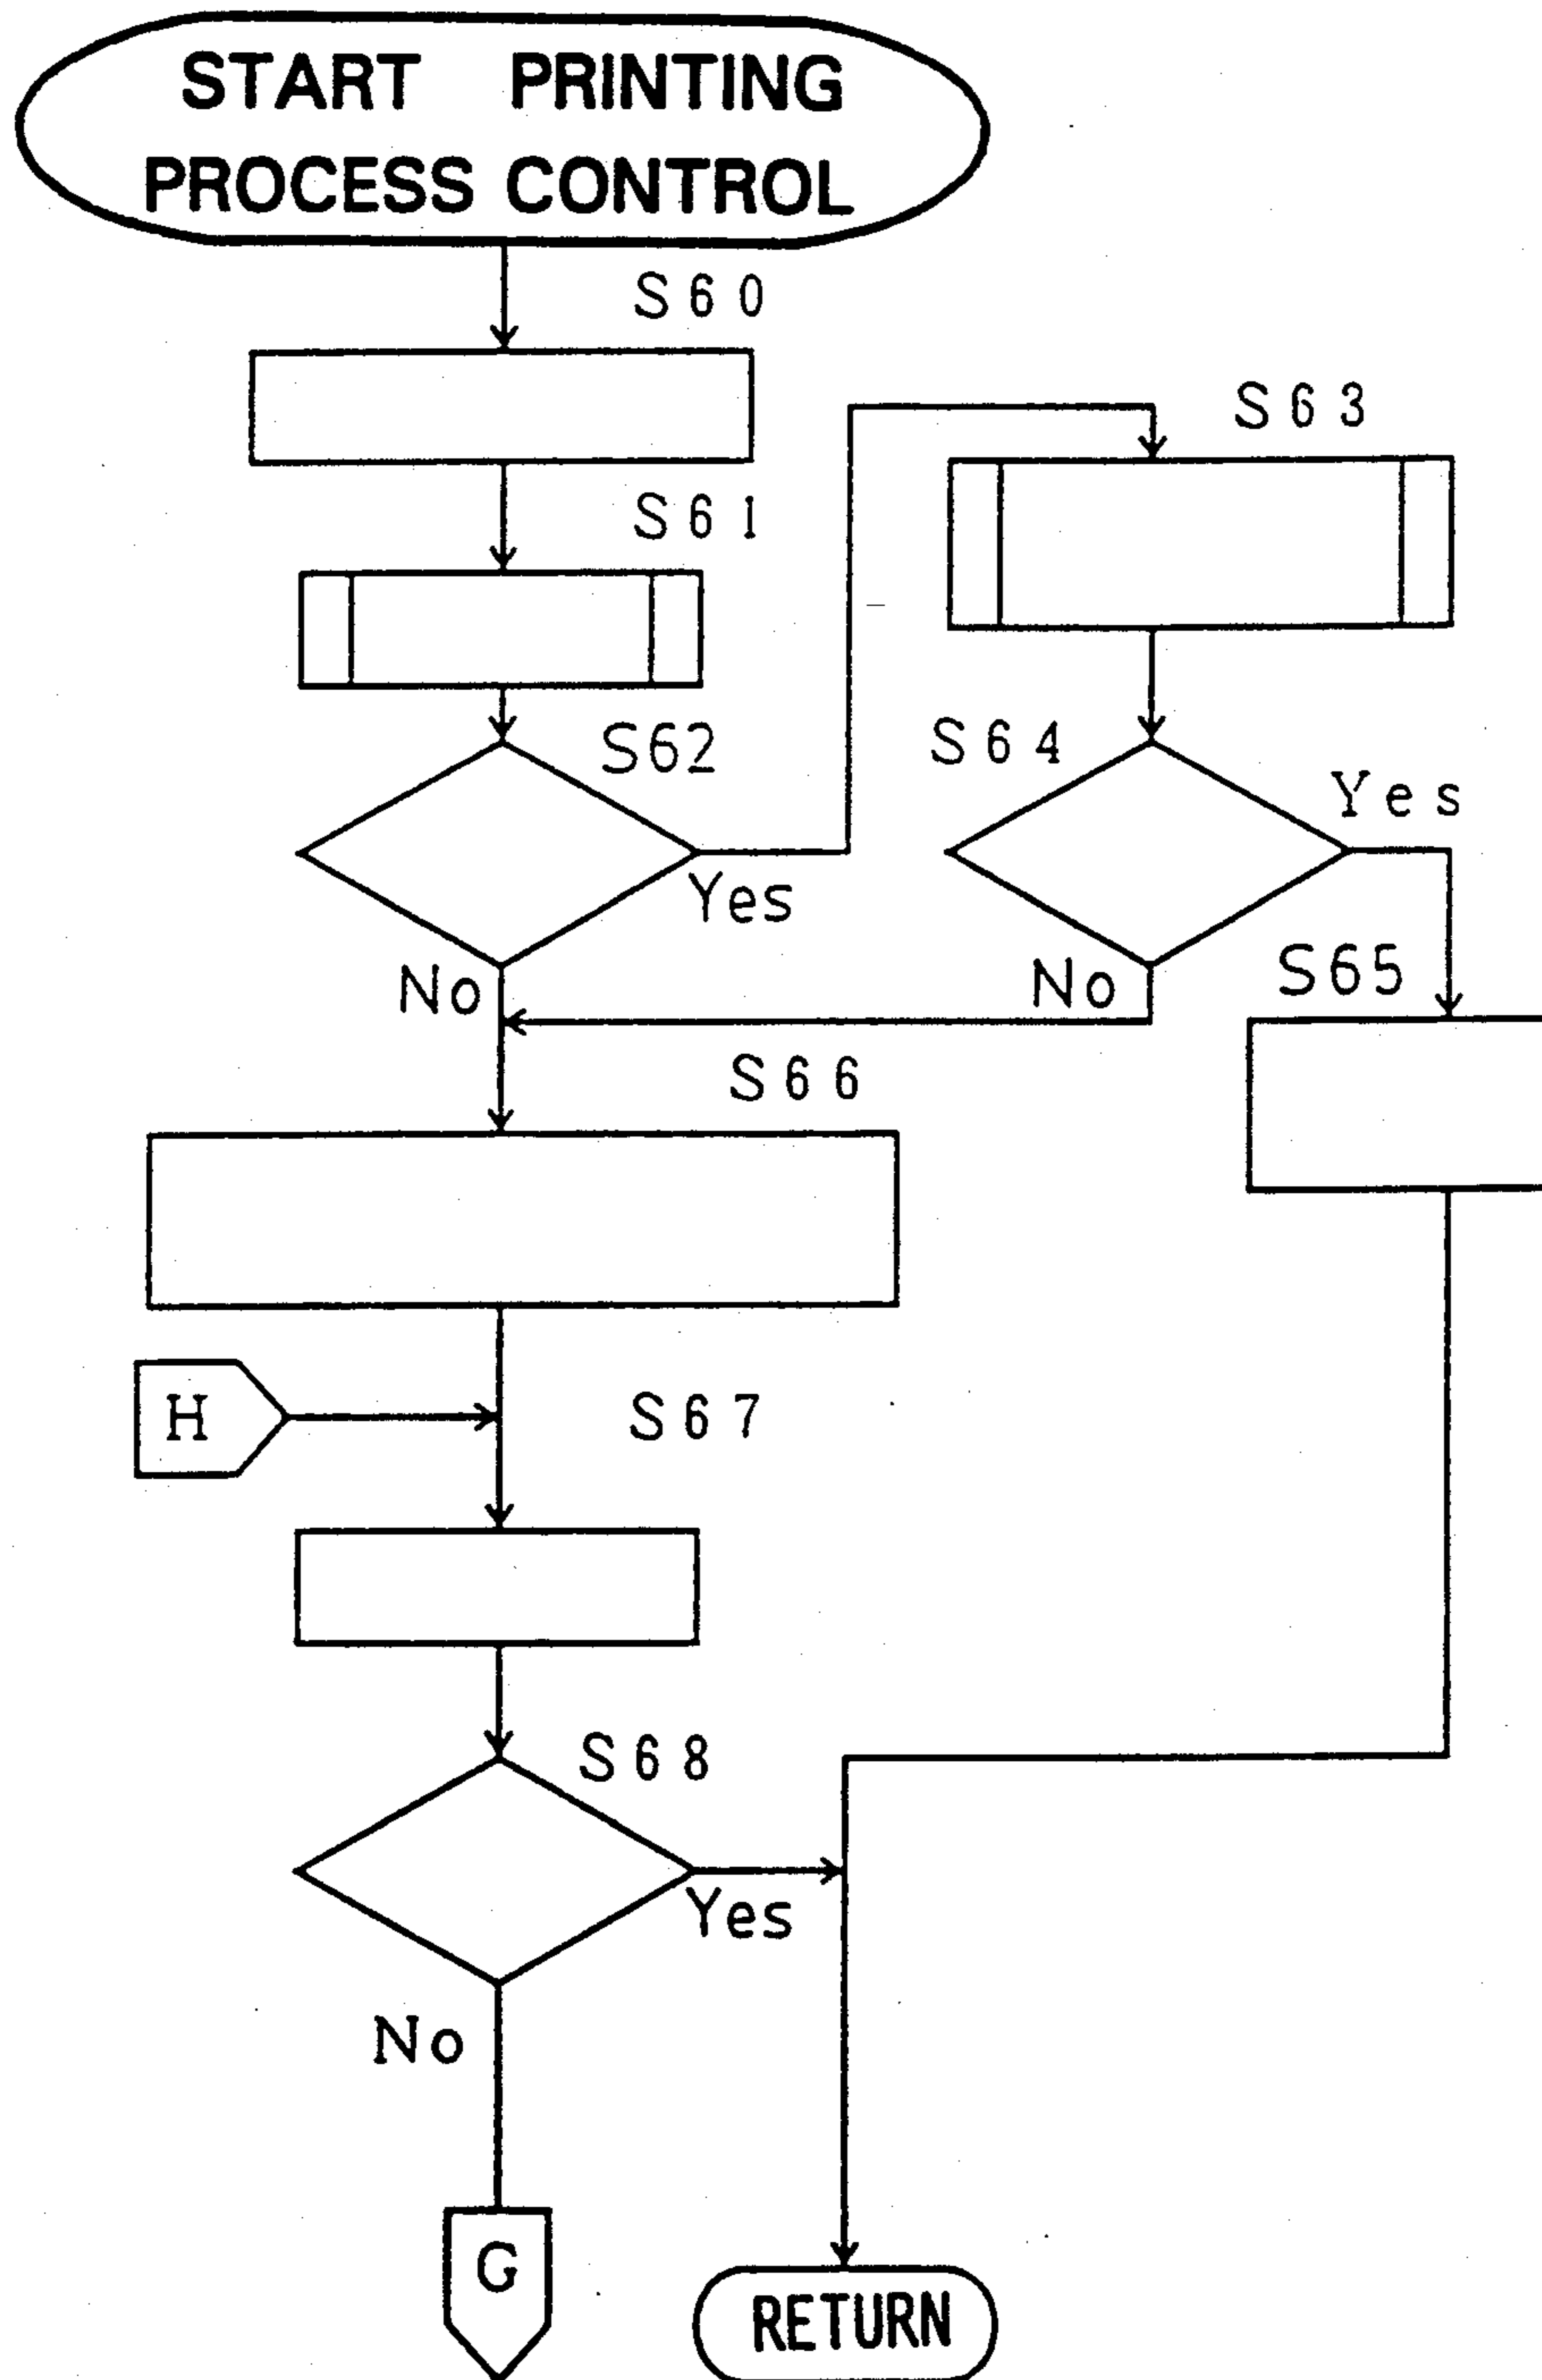 START PRINTING
PROCESS CONTROL
S60
S63
S61
S62
S64
Yes
Yes
No
No
S65
S66
H
S67
S68
Yes
No
G
RETURN